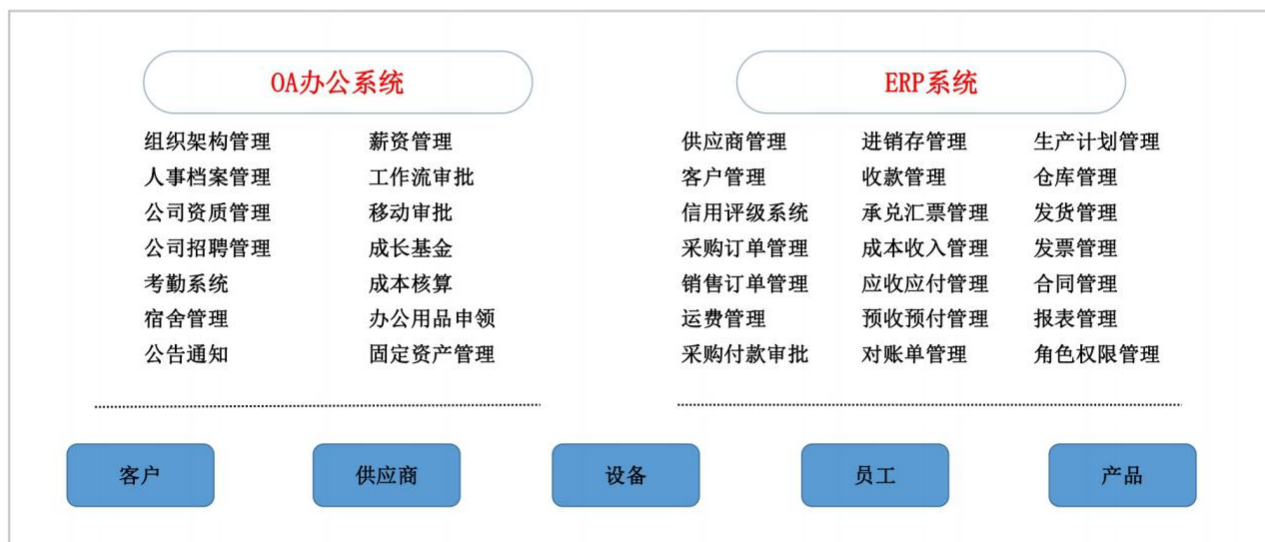 OA办公系统
组织架构管理 薪资管理
人事档案管理 工作流审批
公司资质管理 移动审批
公司招聘管理 成长基金
考勤系统 成本核算
宿舍管理 办公用品申领
公告通知 固定资产管理
ERP系统
供应商管理 进销存管理 生产计划管理
客户管理 收款管理 仓库管理
信用评级系统 承兑汇票管理 发货管理
采购订单管理 成本收入管理 发票管理
销售订单管理 应收应付管理 合同管理
运费管理 预收预付管理 报表管理
采购付款审批 对账单管理 角色权限管理
客户 供应商 设备 员工 产品